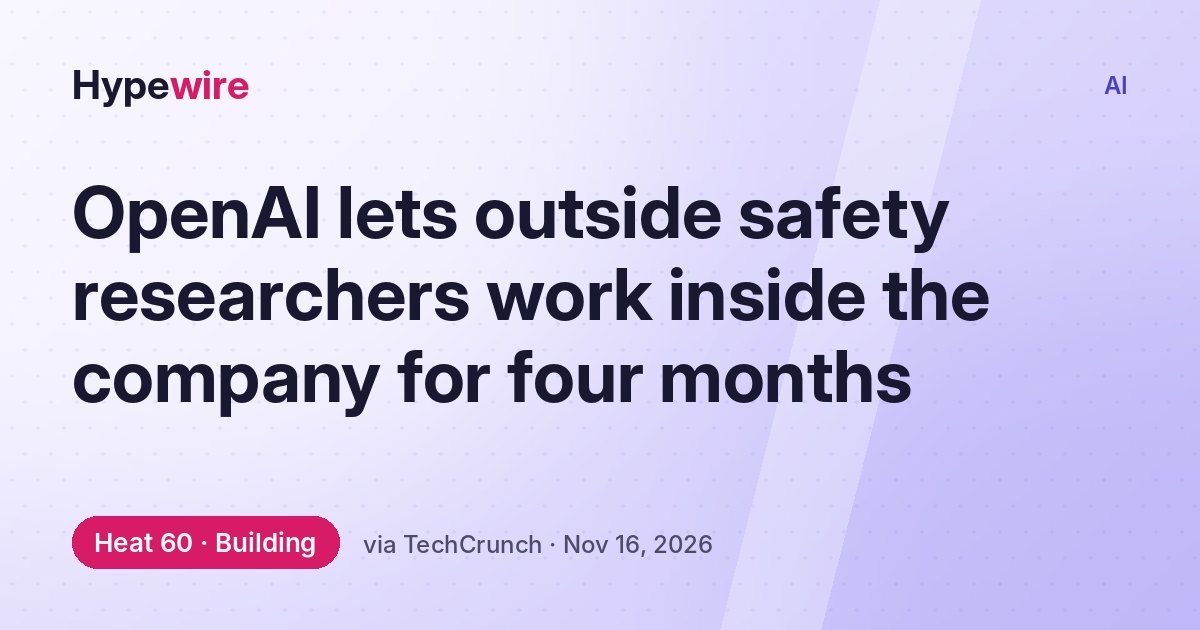 Hypewire
AI
OpenAI lets outside safety
researchers work inside the
company for four months
Heat 60 · Building
via TechCrunch · Nov 16, 2026